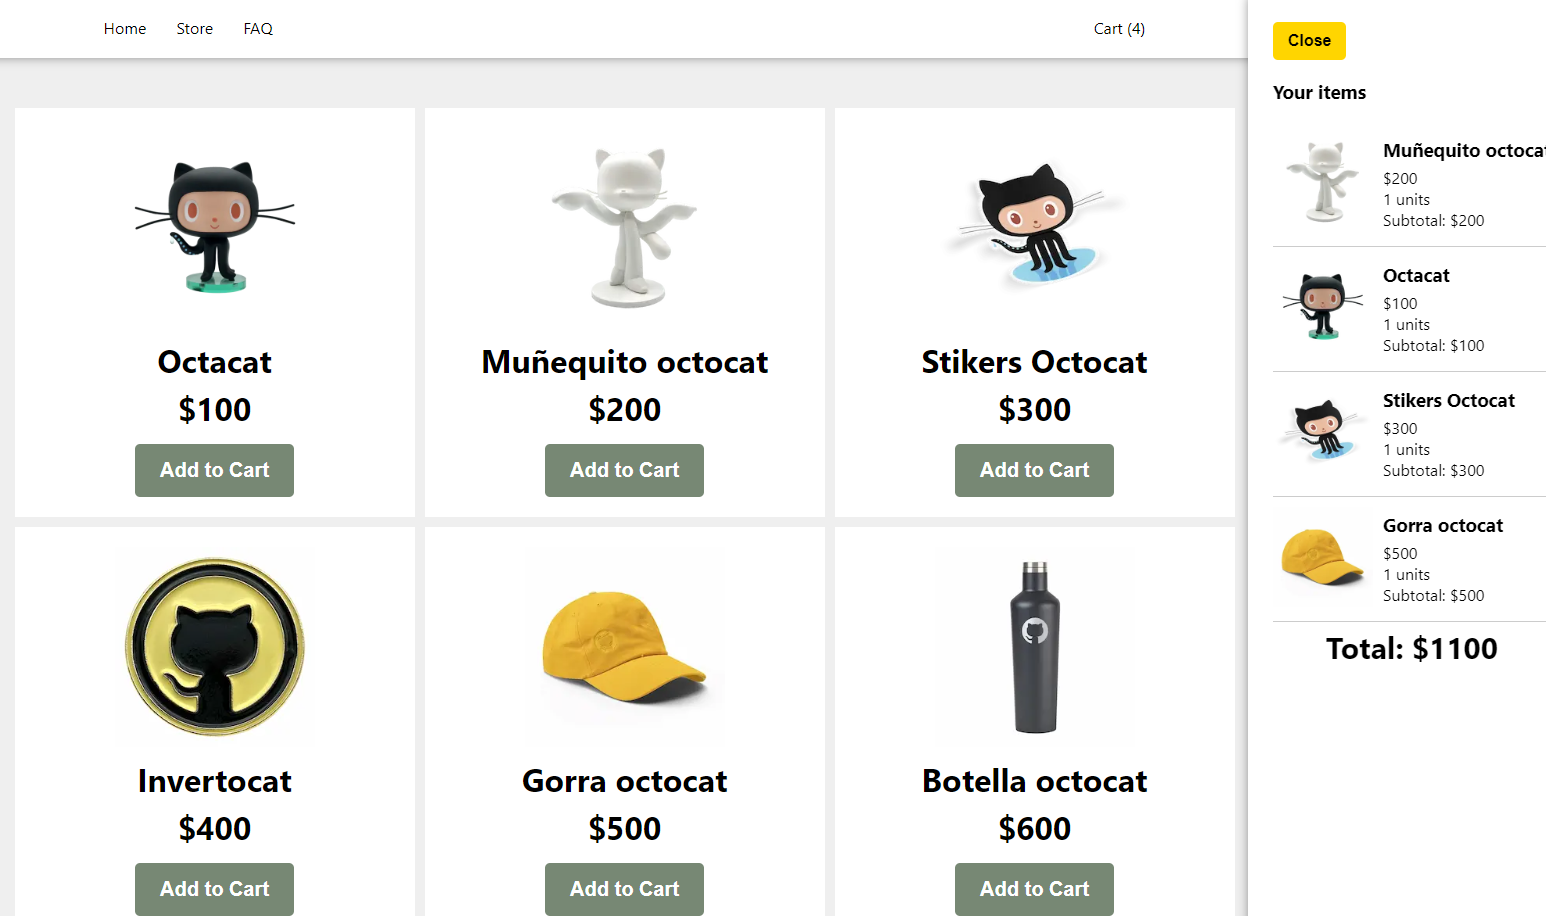 Home Store FAQ Cart (4)
Octacat
$100
Add to Cart
Muñequito octocat
$200
Add to Cart
Stikers Octocat
$300
Add to Cart
Invertocat
$400
Add to Cart
Gorra octocat
$500
Add to Cart
Botella octocat
$600
Add to Cart
Close
Your items
Muñequito octocat
$200
1 units
Subtotal: $200
Octacat
$100
1 units
Subtotal: $100
Stikers Octocat
$300
1 units
Subtotal: $300
Gorra octocat
$500
1 units
Subtotal: $500
Total: $1100